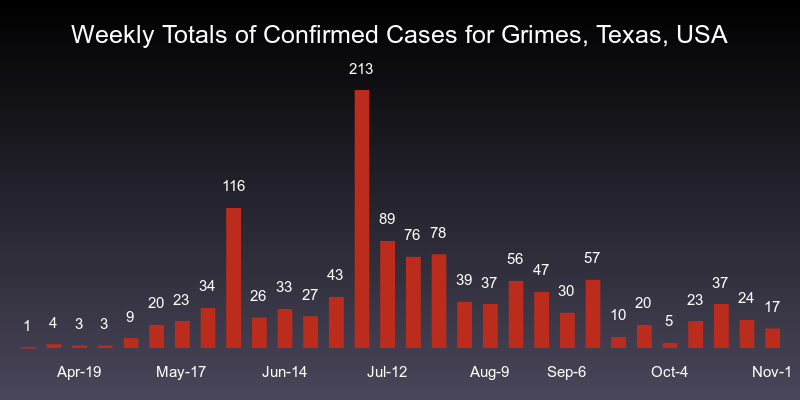 Weekly Totals of Confirmed Cases for Grimes, Texas, USA
1 4 3 3 9 20 23 34 116 26 33 27 43 213 89 76 78 39 37 56 47 30 57 10 20 5 23 37 24 17
Apr-19 May-17 Jun-14 Jul-12 Aug-9 Sep-6 Oct-4 Nov-1